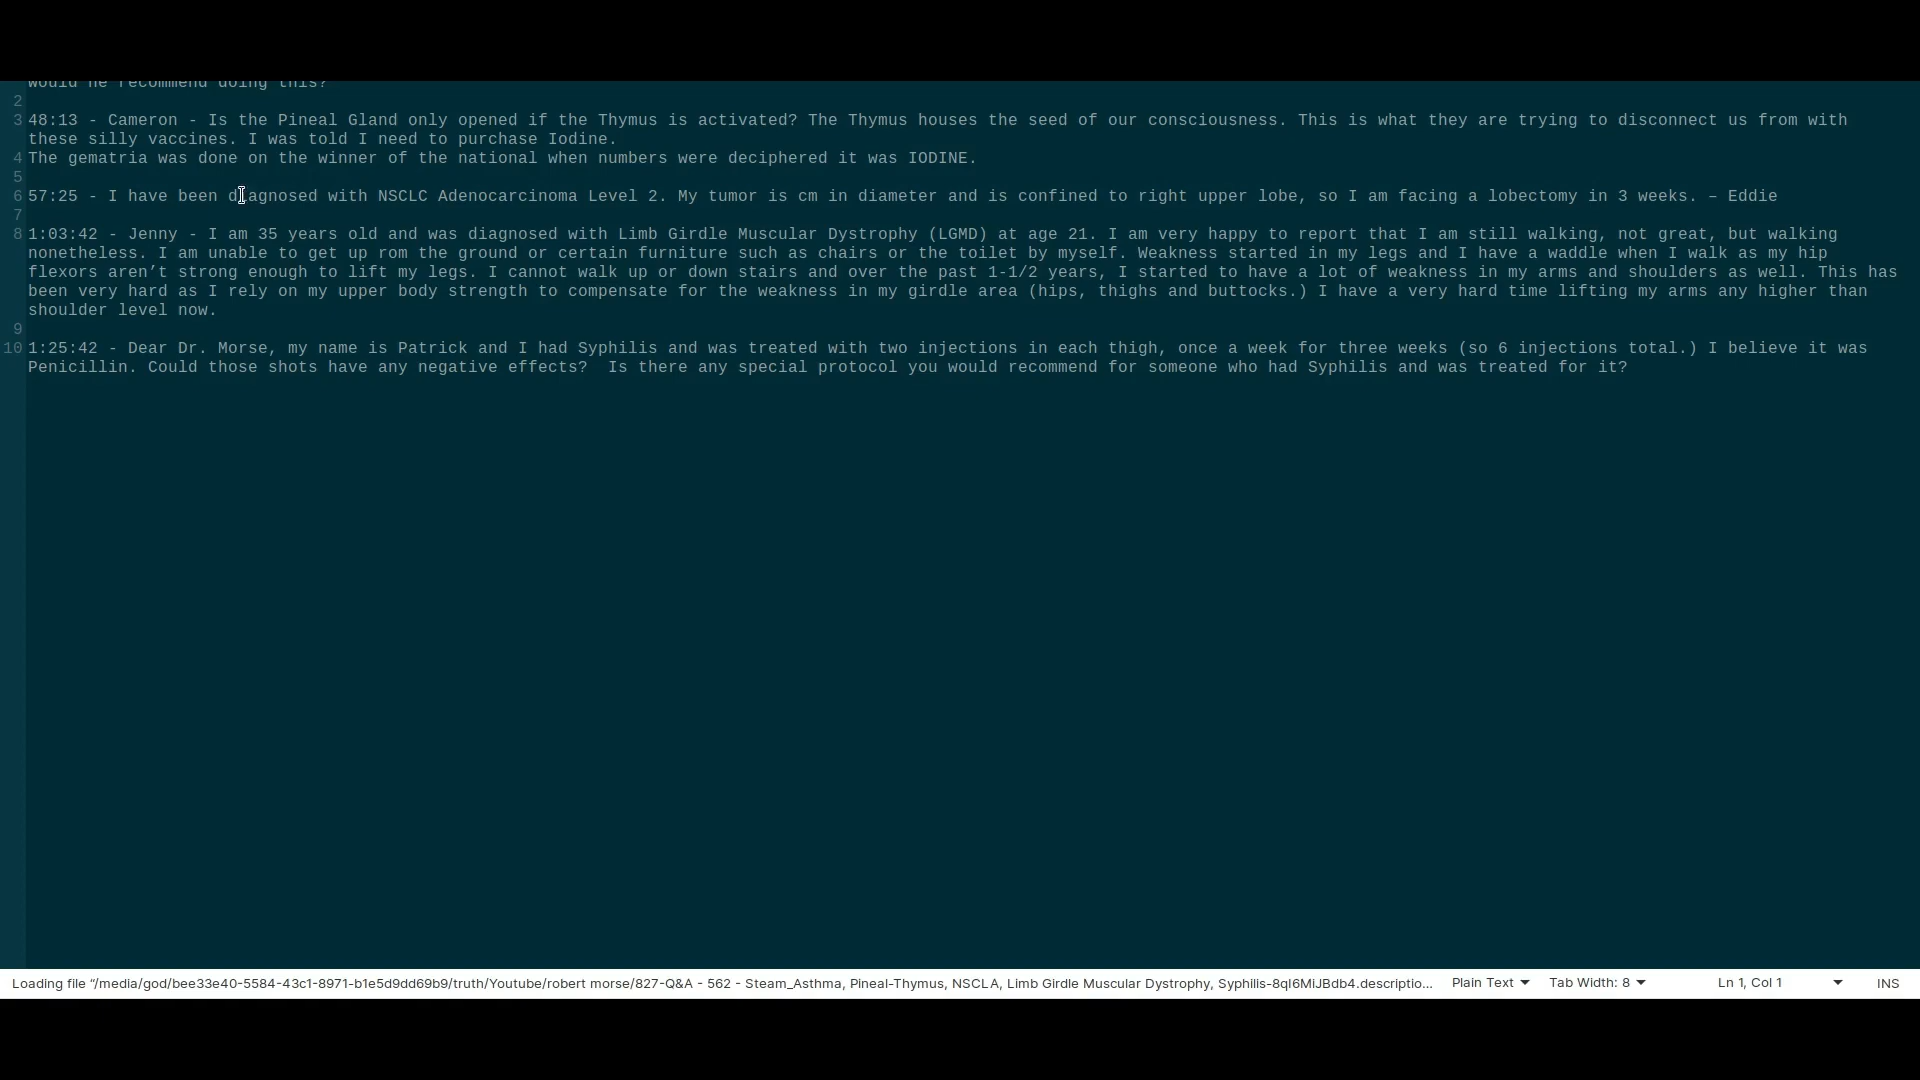 would he recommend doing this?
2
3 48:13 - Cameron - Is the Pineal Gland only opened if the Thymus is activated? The Thymus houses the seed of our consciousness. This is what they are trying to disconnect us from with
these silly vaccines. I was told I need to purchase Iodine.
4 The gematria was done on the winner of the national when numbers were deciphered it was IODINE.
5
6 57:25 - I have been diagnosed with NSCLC Adenocarcinoma Level 2. My tumor is cm in diameter and is confined to right upper lobe, so I am facing a lobectomy in 3 weeks. – Eddie
7
8 1:03:42 - Jenny - I am 35 years old and was diagnosed with Limb Girdle Muscular Dystrophy (LGMD) at age 21. I am very happy to report that I am still walking, not great, but walking
nonetheless. I am unable to get up rom the ground or certain furniture such as chairs or the toilet by myself. Weakness started in my legs and I have a waddle when I walk as my hip
flexors aren’t strong enough to lift my legs. I cannot walk up or down stairs and over the past 1-1/2 years, I started to have a lot of weakness in my arms and shoulders as well. This has
been very hard as I rely on my upper body strength to compensate for the weakness in my girdle area (hips, thighs and buttocks.) I have a very hard time lifting my arms any higher than
shoulder level now.
9
10 1:25:42 - Dear Dr. Morse, my name is Patrick and I had Syphilis and was treated with two injections in each thigh, once a week for three weeks (so 6 injections total.) I believe it was
Penicillin. Could those shots have any negative effects?  Is there any special protocol you would recommend for someone who had Syphilis and was treated for it?
Loading file “/media/god/bee33e40-5584-43c1-8971-b1e5d9dd69b9/truth/Youtube/robert morse/827-Q&A - 562 - Steam_Asthma, Pineal-Thymus, NSCLA, Limb Girdle Muscular Dystrophy, Syphilis-8qI6MiJBdb4.descriptio… Plain Text Tab Width: 8 Ln 1, Col 1 INS